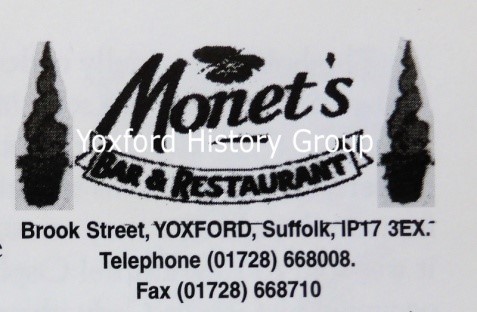 Monet's
Yoxford History Group
BAR & RESTAURANT
Brook Street, YOXFORD, Suffolk, IP17 3EX.
Telephone (01728) 668008.
Fax (01728) 668710